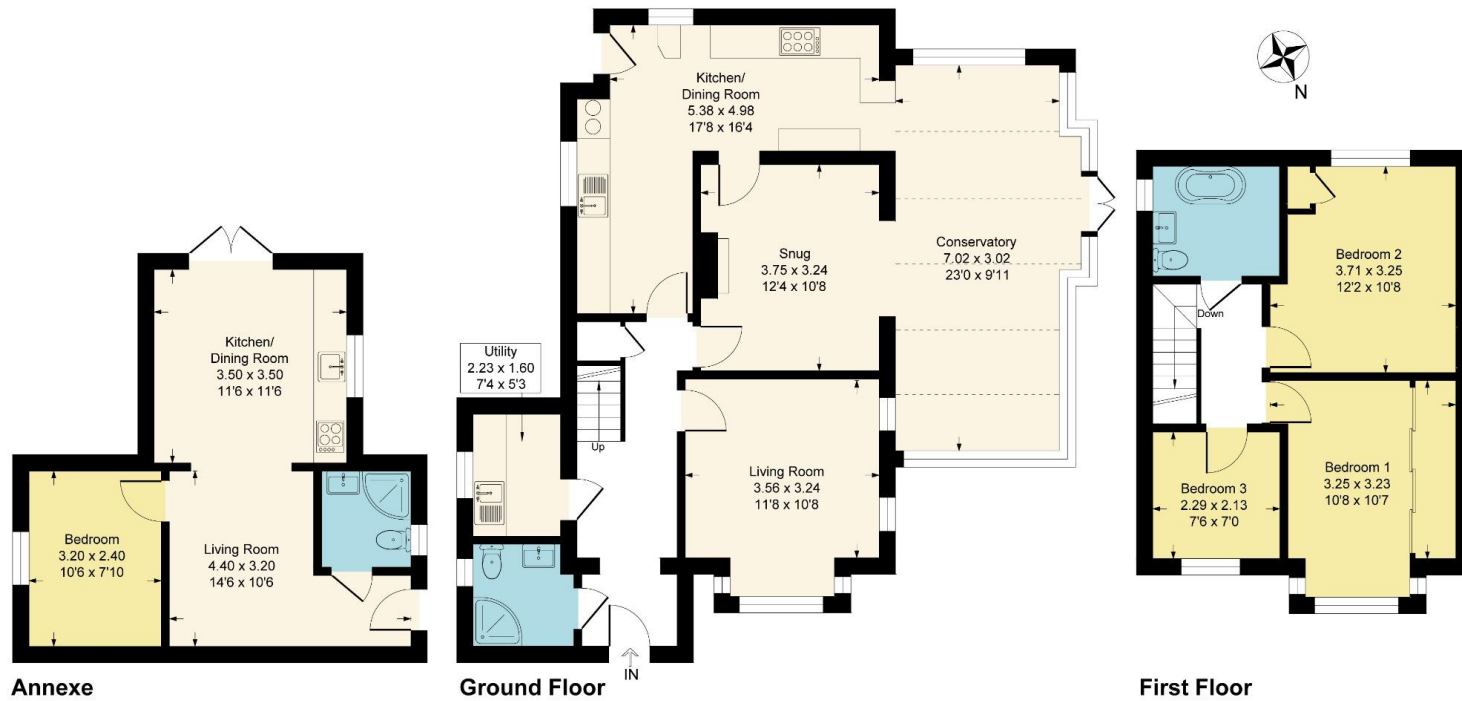 Kitchen/
Dining Room
3.50 x 3.50
11'6 x 11'6
Bedroom
3.20 x 2.40
10'6 x 7'10
Living Room
4.40 x 3.20
14'6 x 10'6
Annexe
Kitchen/
Dining Room
5.38 x 4.98
17'8 x 16'4
Snug
3.75 x 3.24
12'4 x 10'8
Conservatory
7.02 x 3.02
23'0 x 9'11
Utility
2.23 x 1.60
7'4 x 5'3
Up
Living Room
3.56 x 3.24
11'8 x 10'8
IN
Ground Floor
N
Down
Bedroom 2
3.71 x 3.25
12'2 x 10'8
Bedroom 3
2.29 x 2.13
7'6 x 7'0
Bedroom 1
3.25 x 3.23
10'8 x 10'7
First Floor